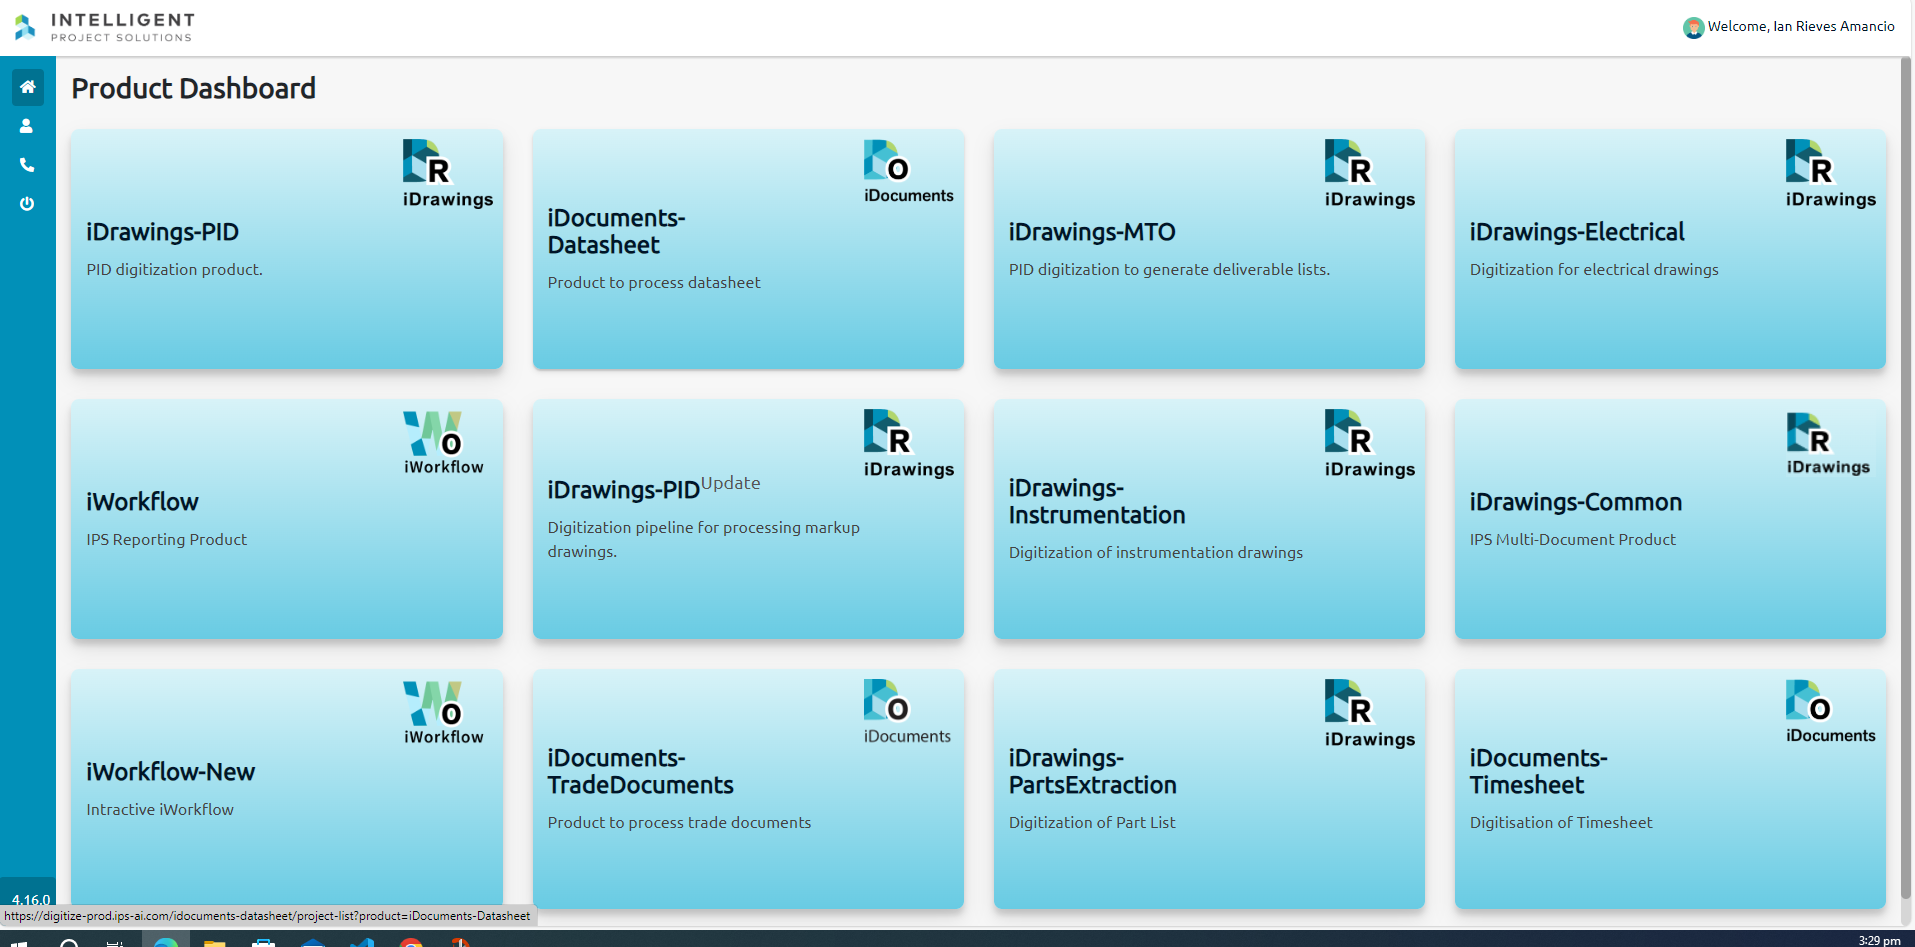 INTELLIGENT
PROJECT SOLUTIONS
Welcome, Ian Rieves Amancio
Product Dashboard
R
iDrawings
iDrawings-PID
PID digitization product.
O
iDocuments
iDocuments-
Datasheet
Product to process datasheet
R
iDrawings
iDrawings-MTO
PID digitization to generate deliverable lists.
R
iDrawings
iDrawings-Electrical
Digitization for electrical drawings
O
iWorkflow
iWorkflow
IPS Reporting Product
R
iDrawings
iDrawings-PID Update
Digitization pipeline for processing markup
drawings.
R
iDrawings
iDrawings-
Instrumentation
Digitization of instrumentation drawings
R
iDrawings
iDrawings-Common
IPS Multi-Document Product
O
iWorkflow
iWorkflow-New
Intractive iWorkflow
O
iDocuments
iDocuments-
TradeDocuments
Product to process trade documents
R
iDrawings
iDrawings-
PartsExtraction
Digitization of Part List
O
iDocuments
iDocuments-
Timesheet
Digitisation of Timesheet
4.16.0
https://digitize-prod.ips-ai.com/idocuments-datasheet/project-list?product=iDocuments-Datasheet
3:29 pm